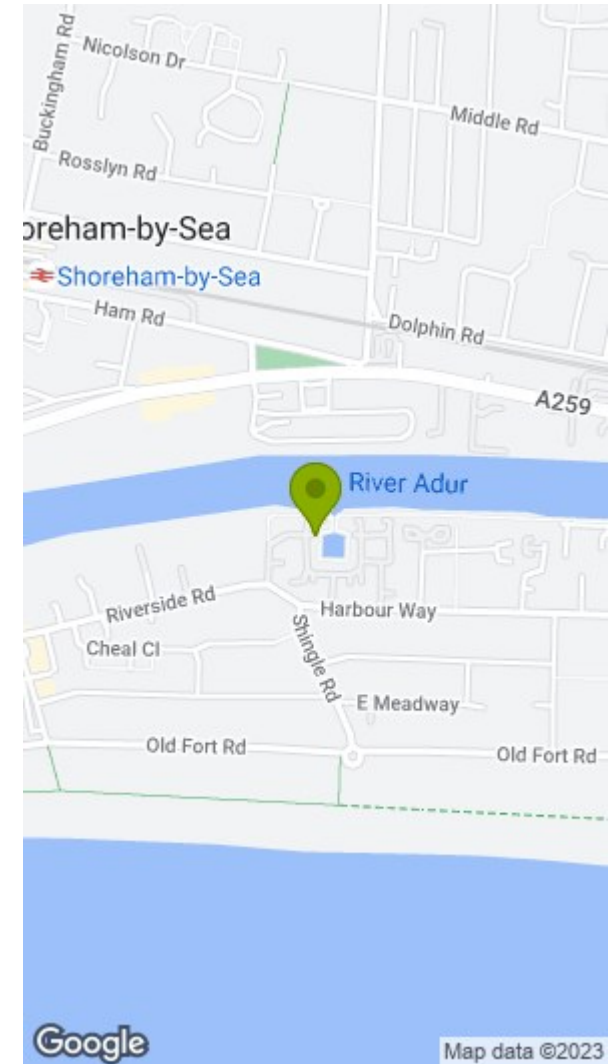 Buckingham Rd
Nicolson Dr
Middle Rd
Rosslyn Rd
oreham-by-Sea
Shoreham-by-Sea
Ham Rd
Dolphin Rd
A259
River Adur
Riverside Rd
Harbour Way
Shingle Rd
Cheal Cl
E Meadway
Old Fort Rd
Old Fort Rd
Google
Map data ©2023